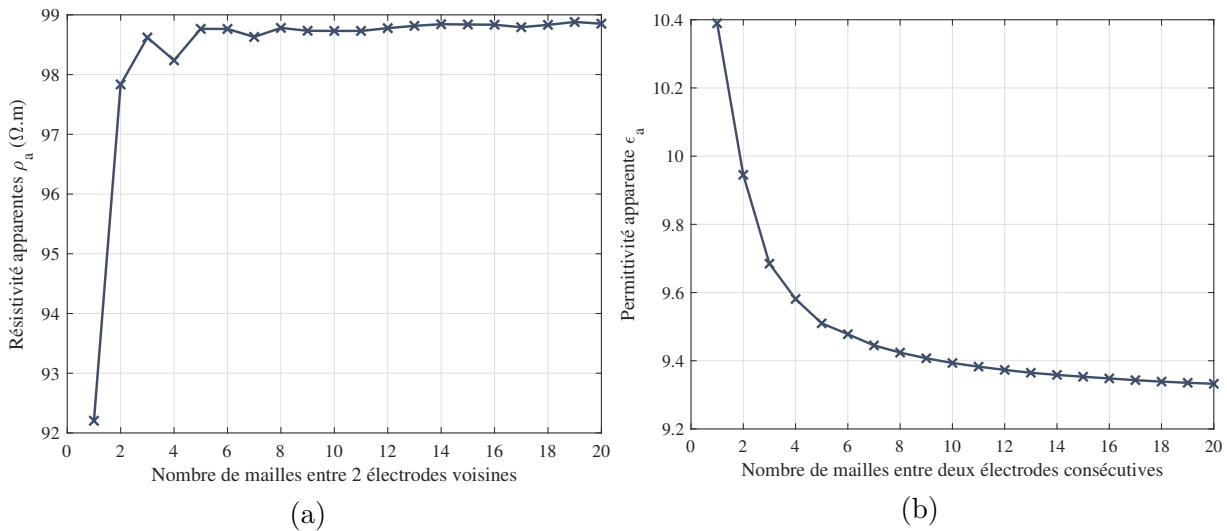 99
98
97
96
95
94
93
92
0 2 4 6 8 10 12 14 16 18 20
Résistivité apparentes ρ_a (Ω.m)
Nombre de mailles entre 2 électrodes voisines
(a)
10.4
10.2
10
9.8
9.6
9.4
9.2
0 2 4 6 8 10 12 14 16 18 20
Permittivité apparente ϵ_a
Nombre de mailles entre deux électrodes consécutives
(b)